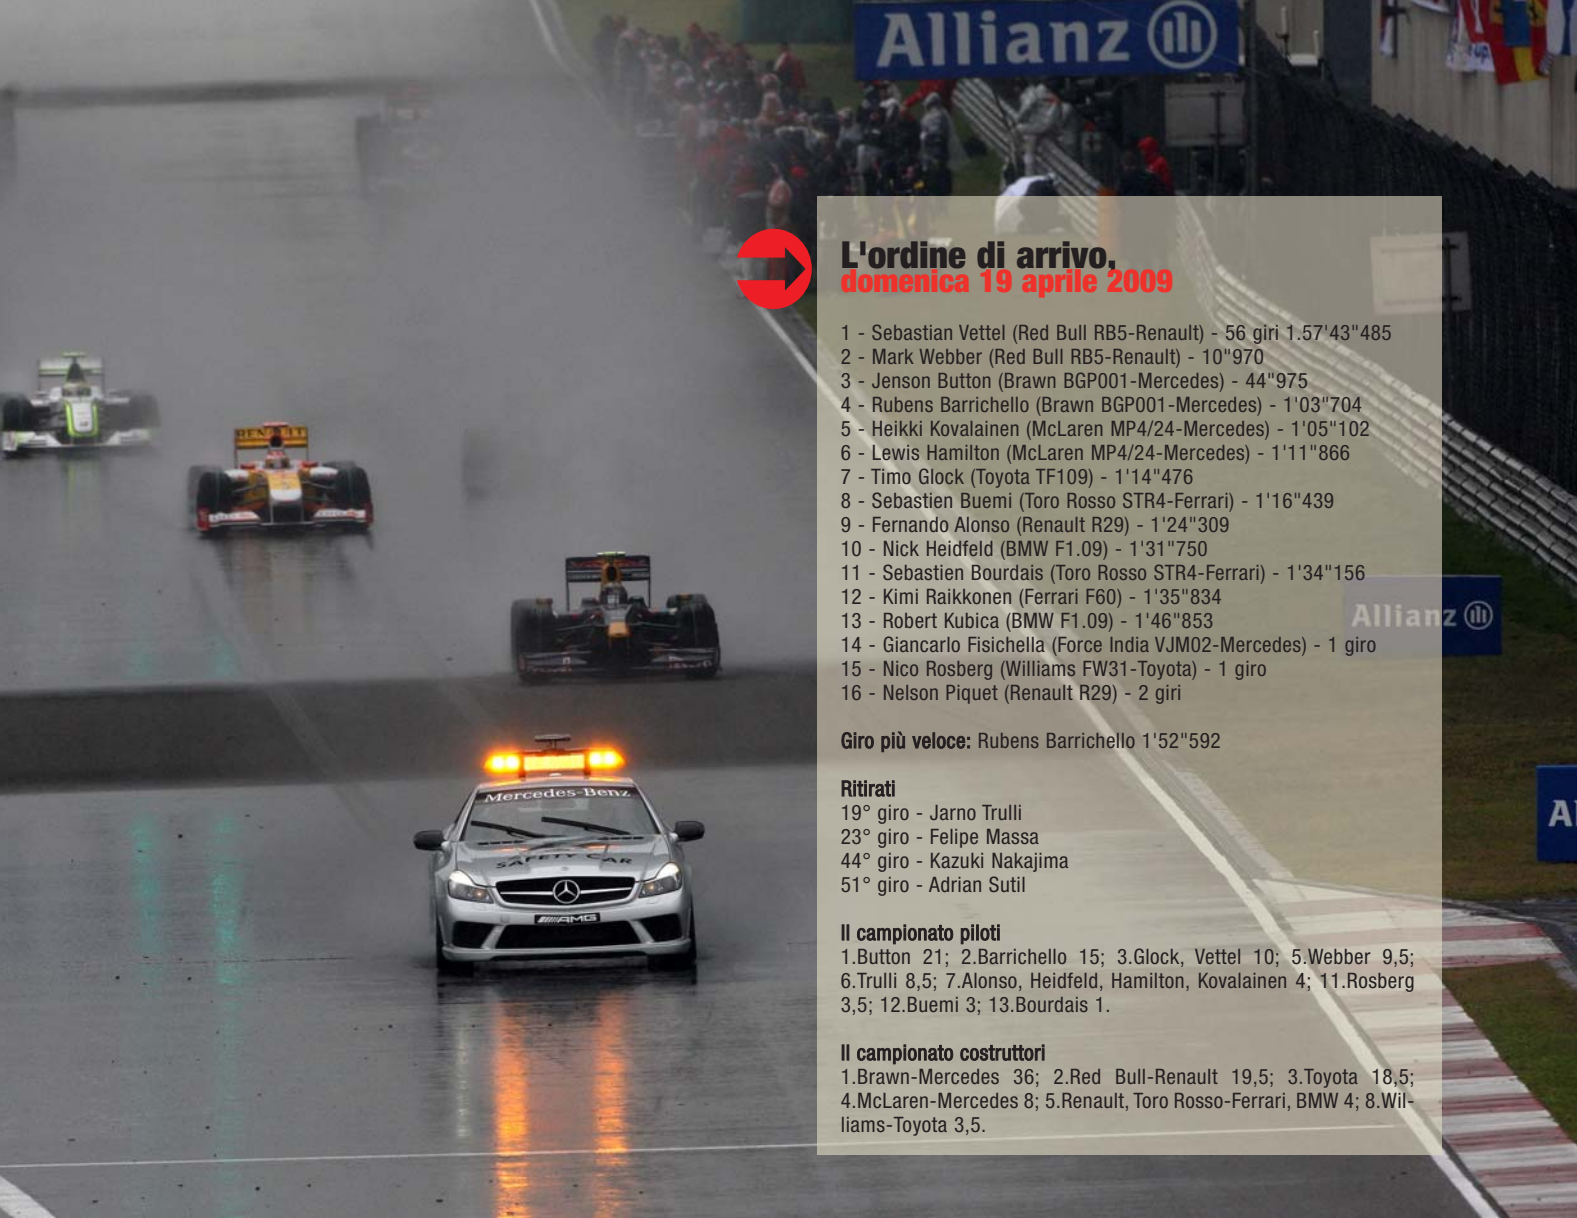 Allianz
L'ordine di arrivo,
domenica 19 aprile 2009
1 - Sebastian Vettel (Red Bull RB5-Renault) - 56 giri 1.57'43"485
2 - Mark Webber (Red Bull RB5-Renault) - 10"970
3 - Jenson Button (Brawn BGP001-Mercedes) - 44"975
4 - Rubens Barrichello (Brawn BGP001-Mercedes) - 1'03"704
5 - Heikki Kovalainen (McLaren MP4/24-Mercedes) - 1'05"102
6 - Lewis Hamilton (McLaren MP4/24-Mercedes) - 1'11"866
7 - Timo Glock (Toyota TF109) - 1'14"476
8 - Sebastien Buemi (Toro Rosso STR4-Ferrari) - 1'16"439
9 - Fernando Alonso (Renault R29) - 1'24"309
10 - Nick Heidfeld (BMW F1.09) - 1'31"750
11 - Sebastien Bourdais (Toro Rosso STR4-Ferrari) - 1'34"156
12 - Kimi Raikkonen (Ferrari F60) - 1'35"834
13 - Robert Kubica (BMW F1.09) - 1'46"853
14 - Giancarlo Fisichella (Force India VJM02-Mercedes) - 1 giro
15 - Nico Rosberg (Williams FW31-Toyota) - 1 giro
16 - Nelson Piquet (Renault R29) - 2 giri
Giro più veloce: Rubens Barrichello 1'52"592
Ritirati
19° giro - Jarno Trulli
23° giro - Felipe Massa
44° giro - Kazuki Nakajima
51° giro - Adrian Sutil
Il campionato piloti
1.Button 21; 2.Barrichello 15; 3.Glock, Vettel 10; 5.Webber 9,5;
6.Trulli 8,5; 7.Alonso, Heidfeld, Hamilton, Kovalainen 4; 11.Rosberg
3,5; 12.Buemi 3; 13.Bourdais 1.
Il campionato costruttori
1.Brawn-Mercedes 36; 2.Red Bull-Renault 19,5; 3.Toyota 18,5;
4.McLaren-Mercedes 8; 5.Renault, Toro Rosso-Ferrari, BMW 4; 8.Wil-
liams-Toyota 3,5.
Allianz
Al
RENAULT
Mercedes-Benz
SAFETY CAR
AMG